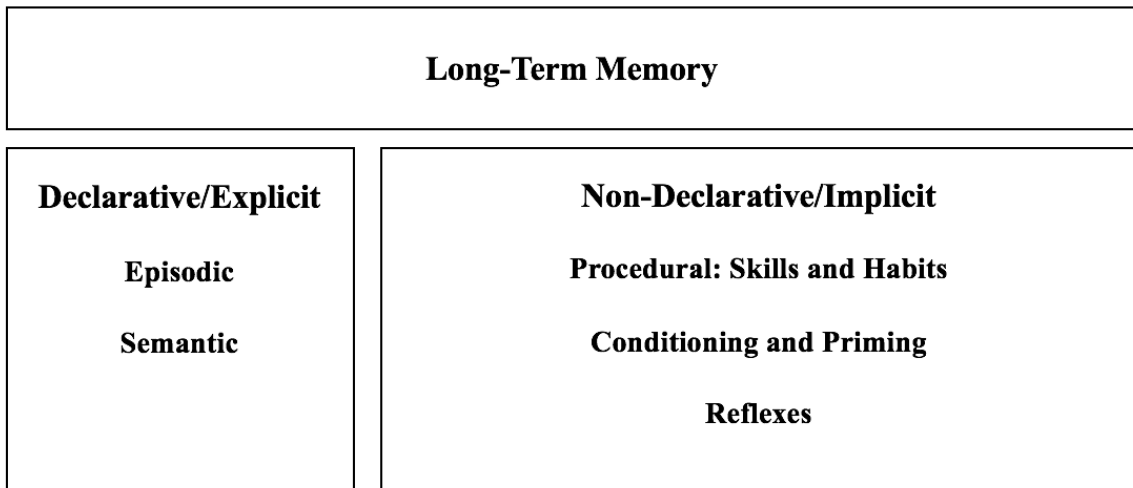 Long-Term Memory
Declarative/Explicit
Episodic
Semantic
Non-Declarative/Implicit
Procedural: Skills and Habits
Conditioning and Priming
Reflexes